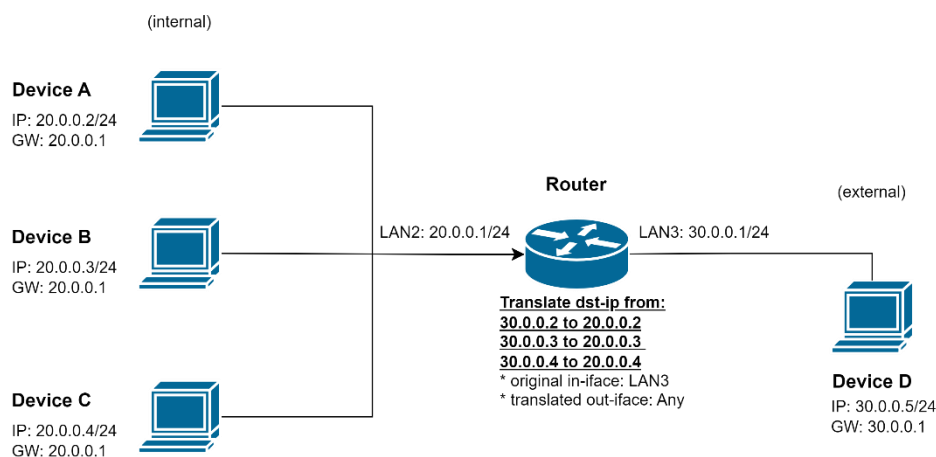 (internal)
Device A
IP: 20.0.0.2/24
GW: 20.0.0.1
Device B
IP: 20.0.0.3/24
GW: 20.0.0.1
Device C
IP: 20.0.0.4/24
GW: 20.0.0.1
LAN2: 20.0.0.1/24
Router
LAN3: 30.0.0.1/24
Translate dst-ip from:
30.0.0.2 to 20.0.0.2
30.0.0.3 to 20.0.0.3
30.0.0.4 to 20.0.0.4
* original in-iface: LAN3
* translated out-iface: Any
(external)
Device D
IP: 30.0.0.5/24
GW: 30.0.0.1